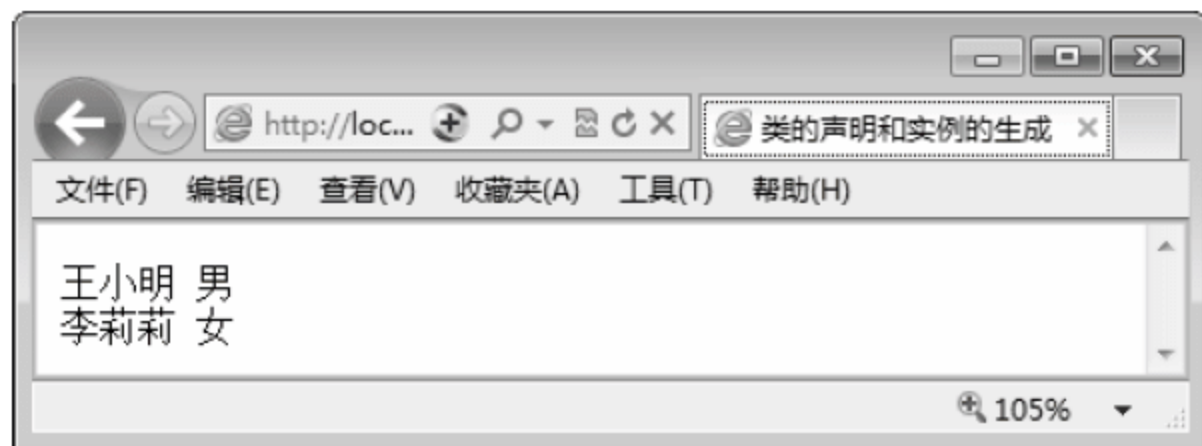 http://loc...
类的声明和实例的生成
文件(F) 编辑(E) 查看(V) 收藏夹(A) 工具(T) 帮助(H)
王小明 男
李莉莉 女
105%